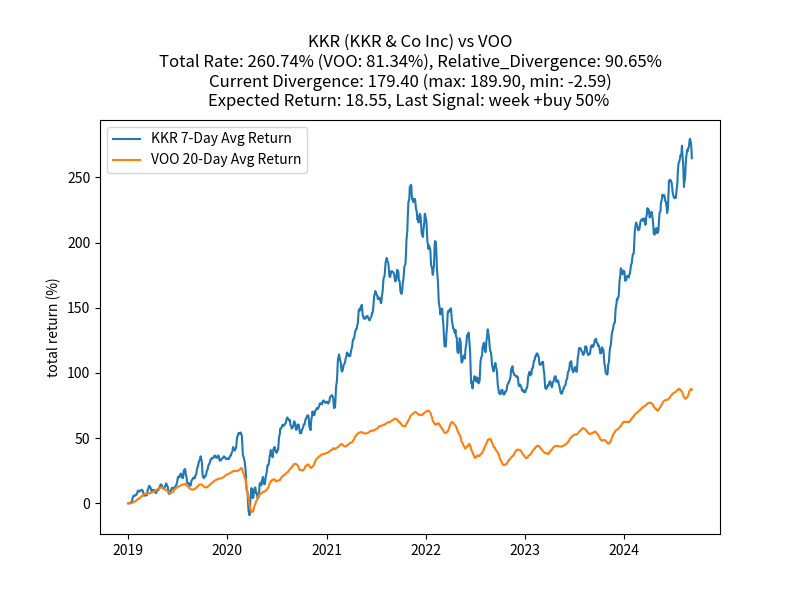 KKR (KKR & Co Inc) vs VOO
Total Rate: 260.74% (VOO: 81.34%), Relative_Divergence: 90.65%
Current Divergence: 179.40 (max: 189.90, min: -2.59)
Expected Return: 18.55, Last Signal: week +buy 50%
KKR 7-Day Avg Return
VOO 20-Day Avg Return
total return (%)
250
200
150
100
50
0
2019 2020 2021 2022 2023 2024